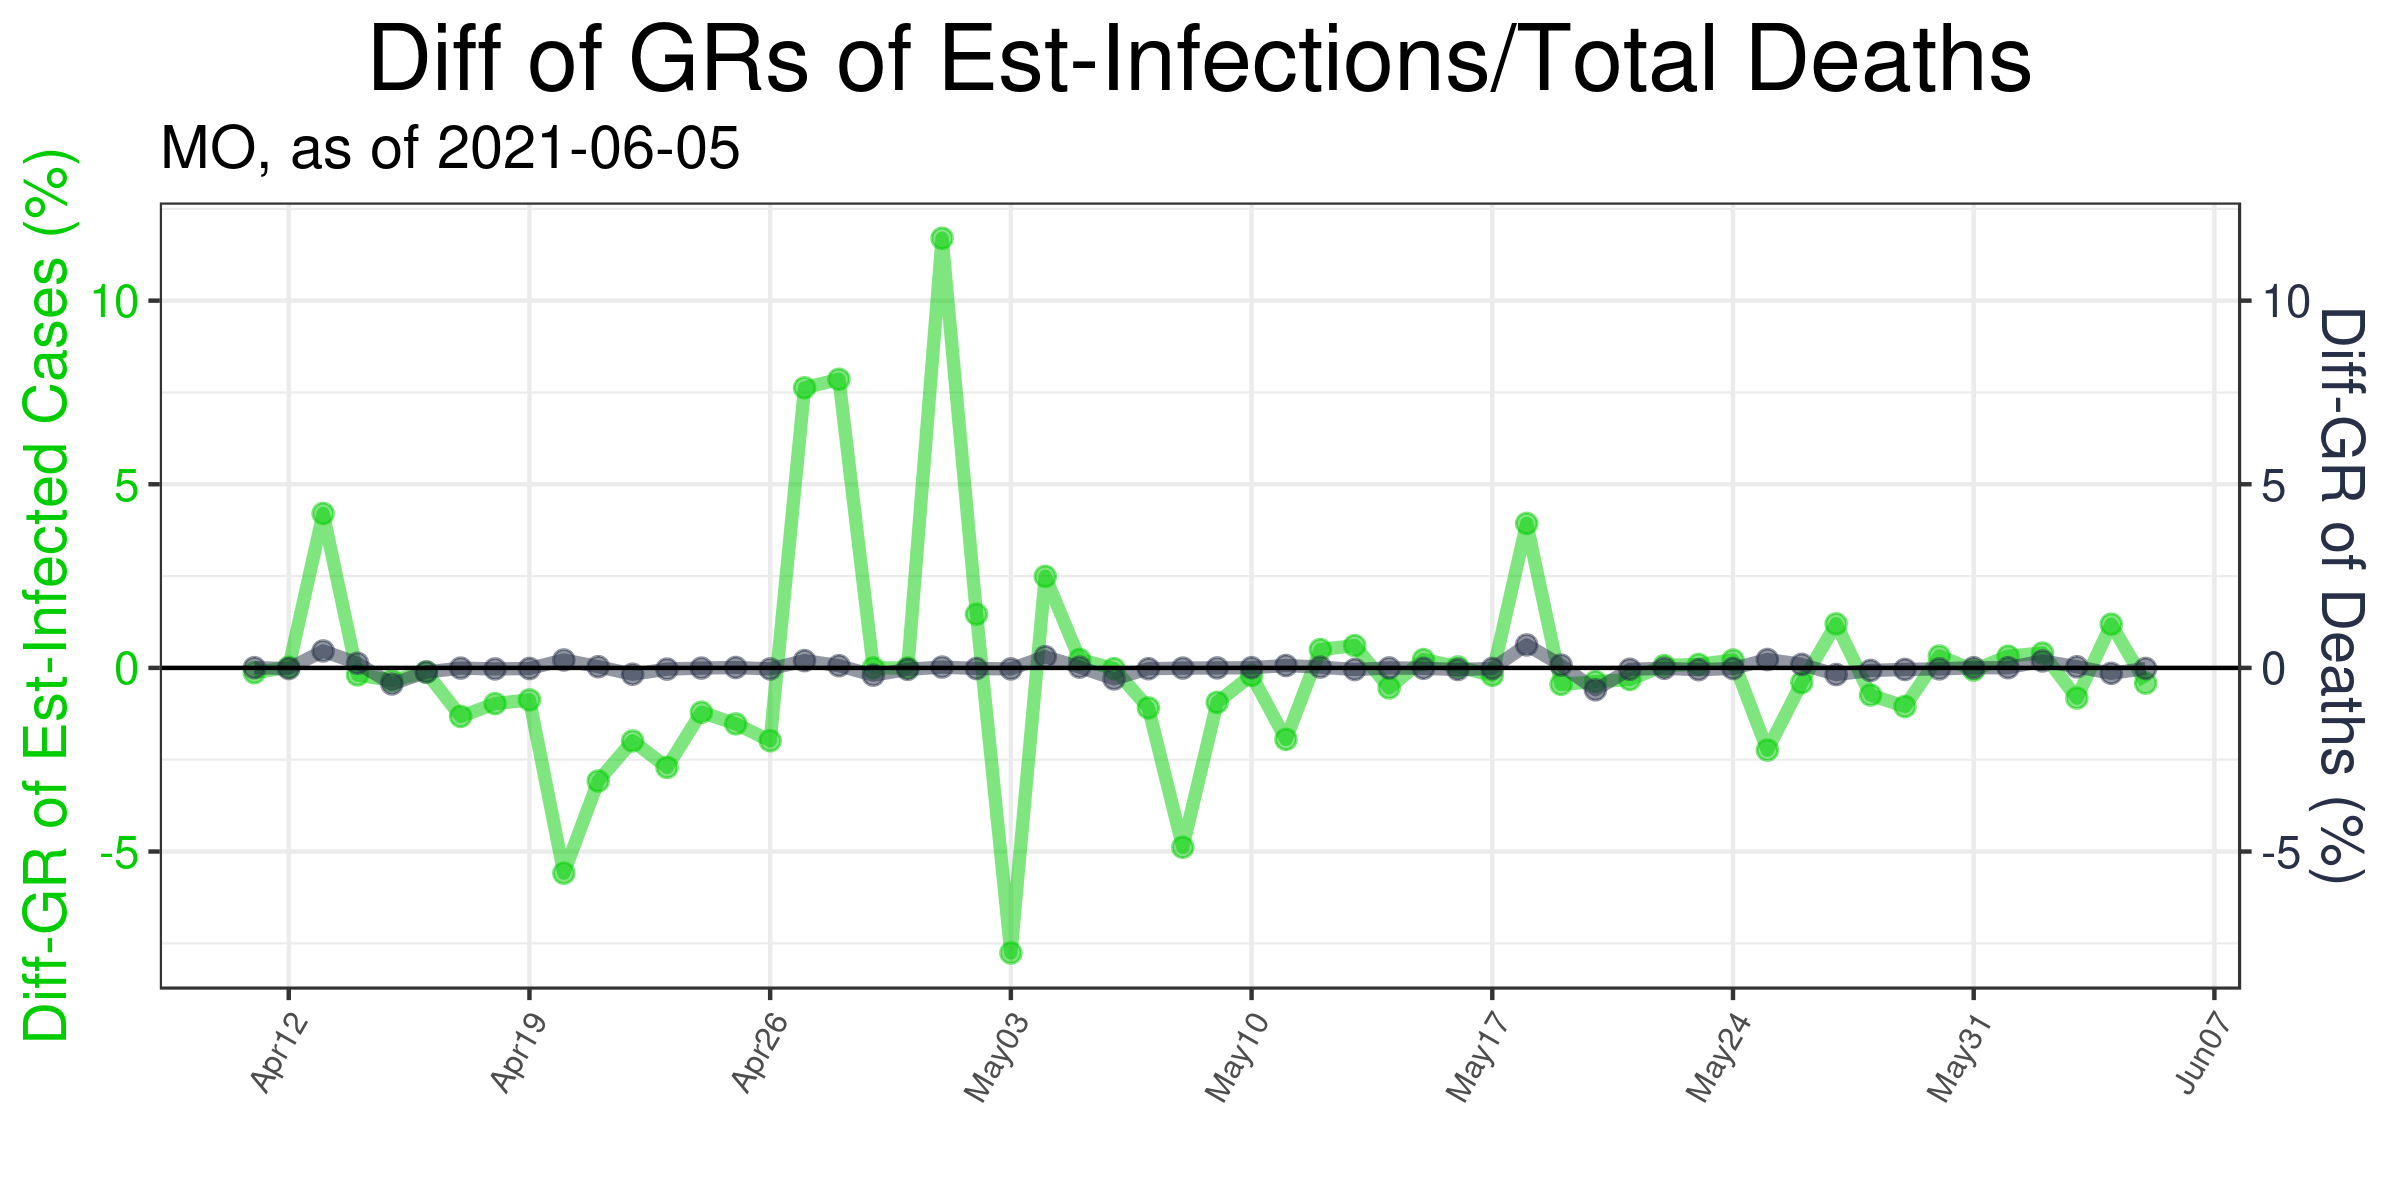 Diff of GRs of Est-Infections/Total Deaths
MO, as of 2021-06-05
Diff-GR of Est-Infected Cases (%)
10
5
0
-5
10
5
0
-5
Diff-GR of Deaths (%)
Apr12
Apr19
Apr26
May03
May10
May17
May24
May31
Jun07